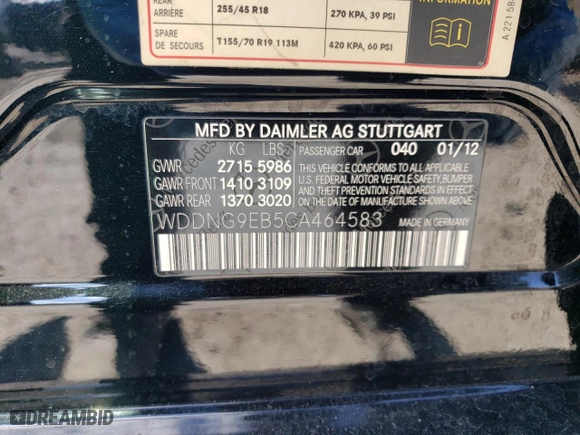 REAR
ARRIÈRE 255/45 R18 270 KPA, 39 PSI
SPARE
DE SECOURS T155/70 R19 113M 420 KPA, 60 PSI
INFORMATION
A 221 58
MFD BY DAIMLER AG STUTTGART
KG LBS PASSENGER CAR 040 01/12
GVWR 2715 5986
GAWR FRONT 1410 3109
GAWR REAR 1370 3020
THIS VEHICLE CONFORMS TO ALL APPLICABLE
U.S. FEDERAL MOTOR VEHICLE SAFETY,BUMPER,
AND THEFT PREVENTION STANDARDS IN EFFECT
ON THE DATE OF MANUFACTURE SHOWN ABOVE.
WDDNG9EB5CA464583
DREAMBID